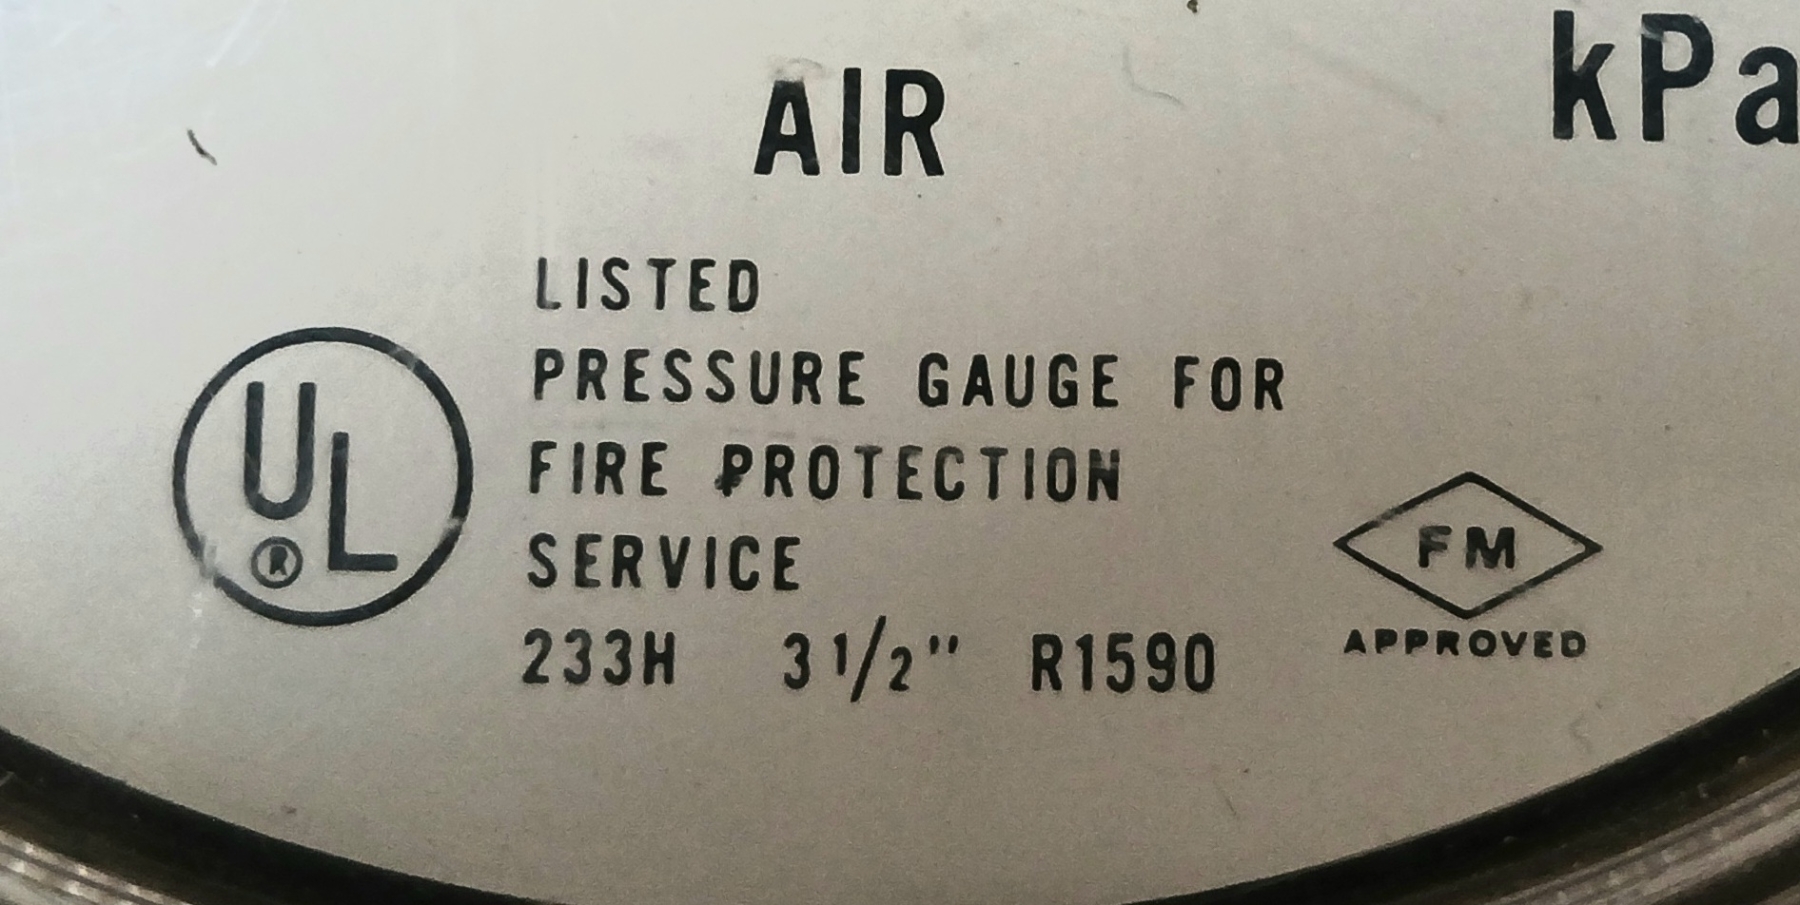 AIR
kPa
LISTED
PRESSURE GAUGE FOR
FIRE PROTECTION
SERVICE
233H 3 1/2" R1590
UL
®
FM
APPROVED